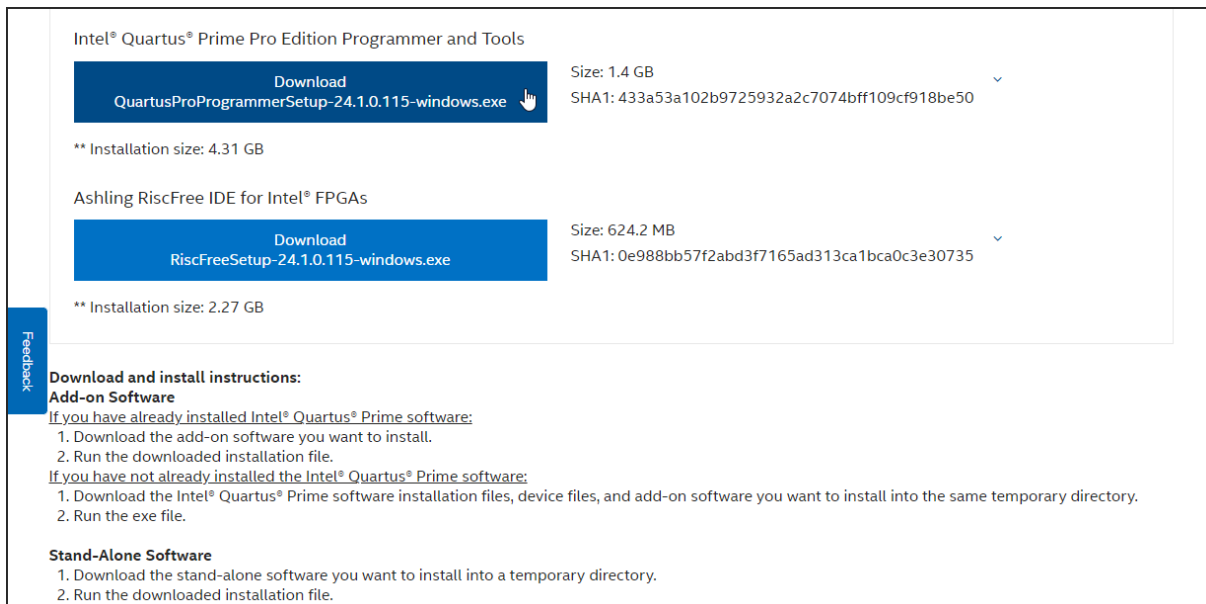 Intel® Quartus® Prime Pro Edition Programmer and Tools
Download
QuartusProProgrammerSetup-24.1.0.115-windows.exe
Size: 1.4 GB
SHA1: 433a53a102b9725932a2c7074bff109cf918be50
** Installation size: 4.31 GB
Ashling RiscFree IDE for Intel® FPGAs
Download
RiscFreeSetup-24.1.0.115-windows.exe
Size: 624.2 MB
SHA1: 0e988bb57f2abd3f7165ad313ca1bca0c3e30735
** Installation size: 2.27 GB
Feedback
Download and install instructions:
Add-on Software
If you have already installed Intel® Quartus® Prime software:
1. Download the add-on software you want to install.
2. Run the downloaded installation file.
If you have not already installed the Intel® Quartus® Prime software:
1. Download the Intel® Quartus® Prime software installation files, device files, and add-on software you want to install into the same temporary directory.
2. Run the exe file.
Stand-Alone Software
1. Download the stand-alone software you want to install into a temporary directory.
2. Run the downloaded installation file.